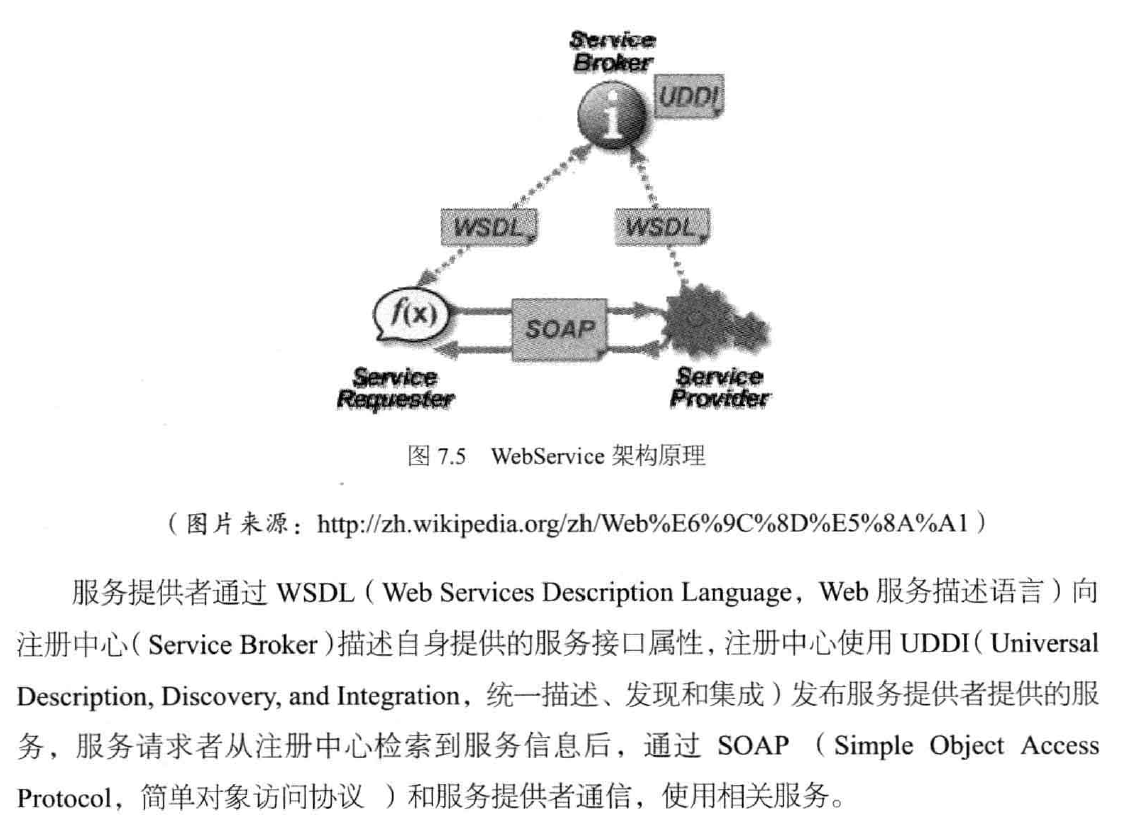 Service
Broker
UDDI
WSDL WSDL
f(x) SOAP
Service Service
Requester Provider
图 7.5 WebService 架构原理
（图片来源：http://zh.wikipedia.org/zh/Web%E6%9C%8D%E5%8A%A1）
服务提供者通过 WSDL（Web Services Description Language，Web 服务描述语言）向
注册中心（Service Broker）描述自身提供的服务接口属性，注册中心使用 UDDI（Universal
Description, Discovery, and Integration，统一描述、发现和集成）发布服务提供者提供的服
务，服务请求者从注册中心检索到服务信息后，通过 SOAP （Simple Object Access
Protocol，简单对象访问协议 ）和服务提供者通信，使用相关服务。